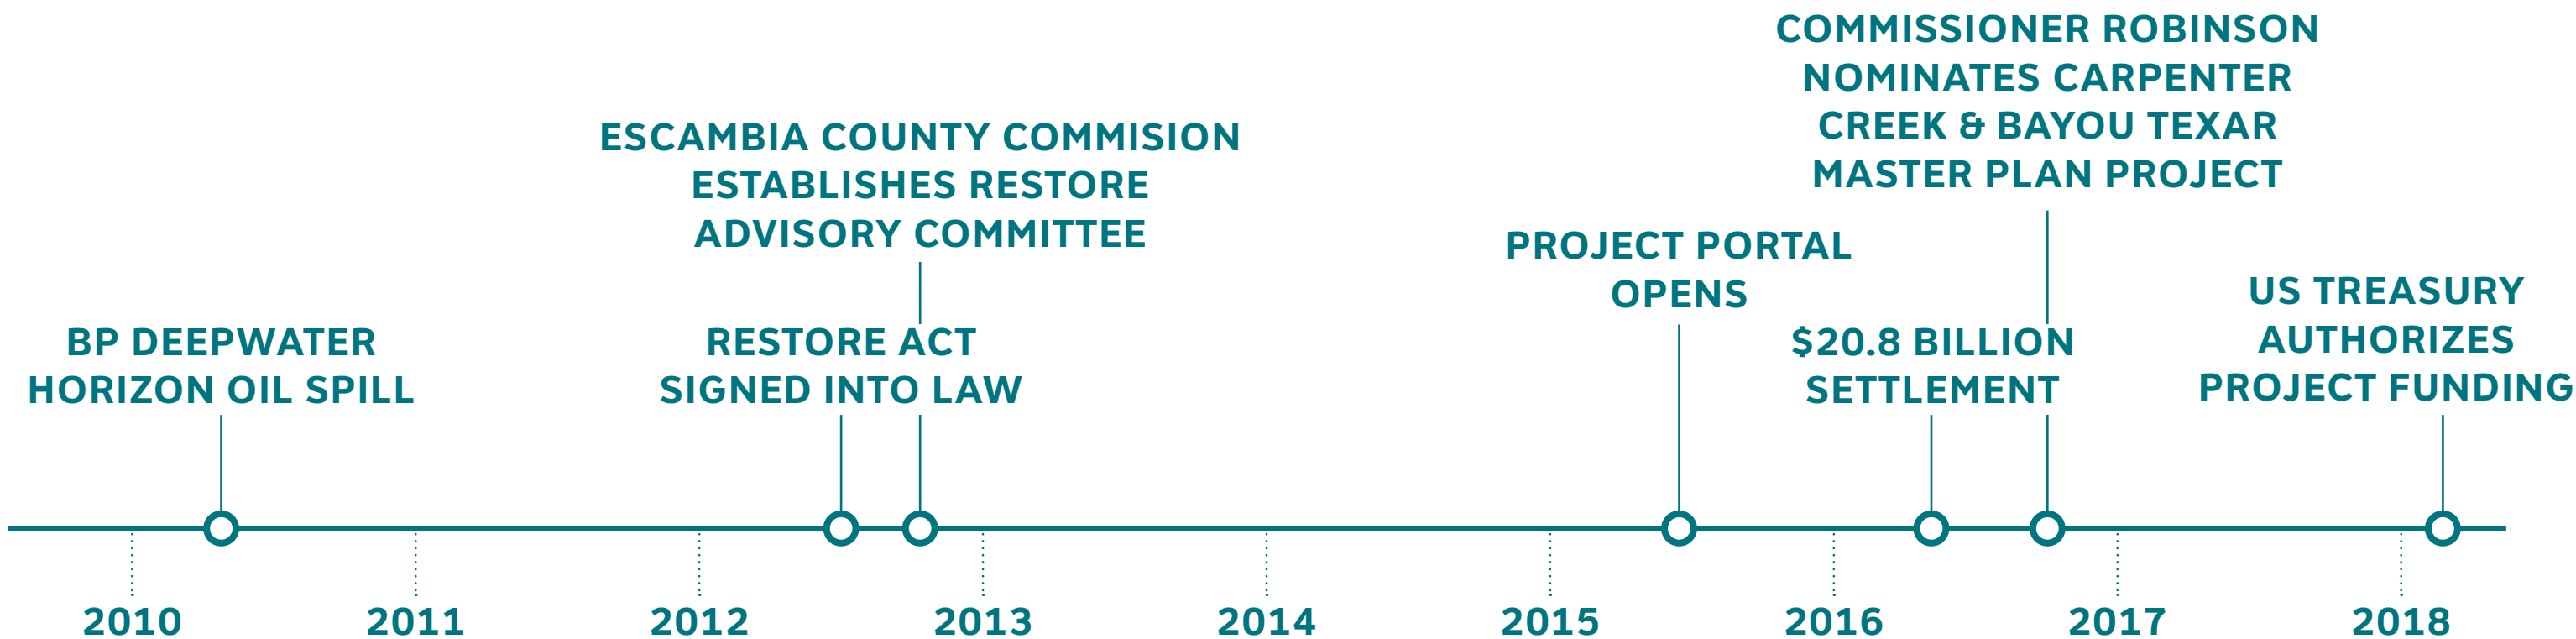 BP DEEPWATER
HORIZON OIL SPILL
RESTORE ACT
SIGNED INTO LAW
ESCAMBIA COUNTY COMMISION
ESTABLISHES RESTORE
ADVISORY COMMITTEE
PROJECT PORTAL
OPENS
$20.8 BILLION
SETTLEMENT
COMMISSIONER ROBINSON
NOMINATES CARPENTER
CREEK & BAYOU TEXAR
MASTER PLAN PROJECT
US TREASURY
AUTHORIZES
PROJECT FUNDING
2010
2011
2012
2013
2014
2015
2016
2017
2018